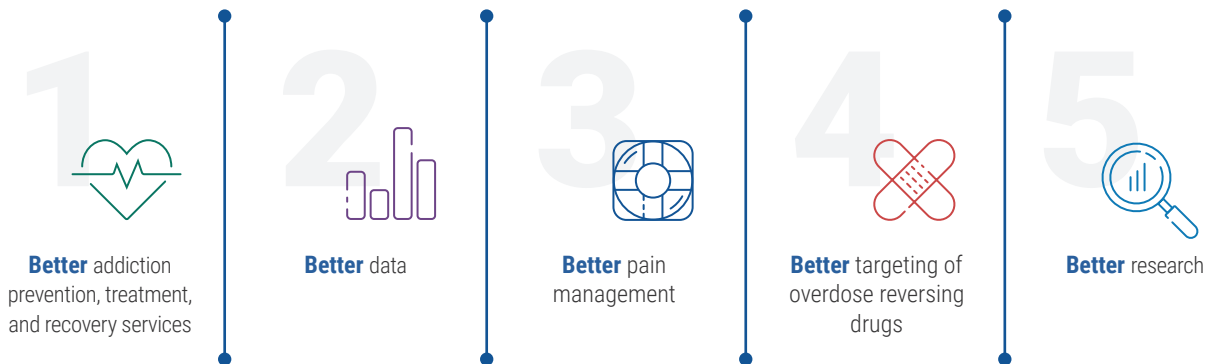 1
Better addiction
prevention, treatment,
and recovery services
2
Better data
3
Better pain
management
4
Better targeting of
overdose reversing
drugs
5
Better research